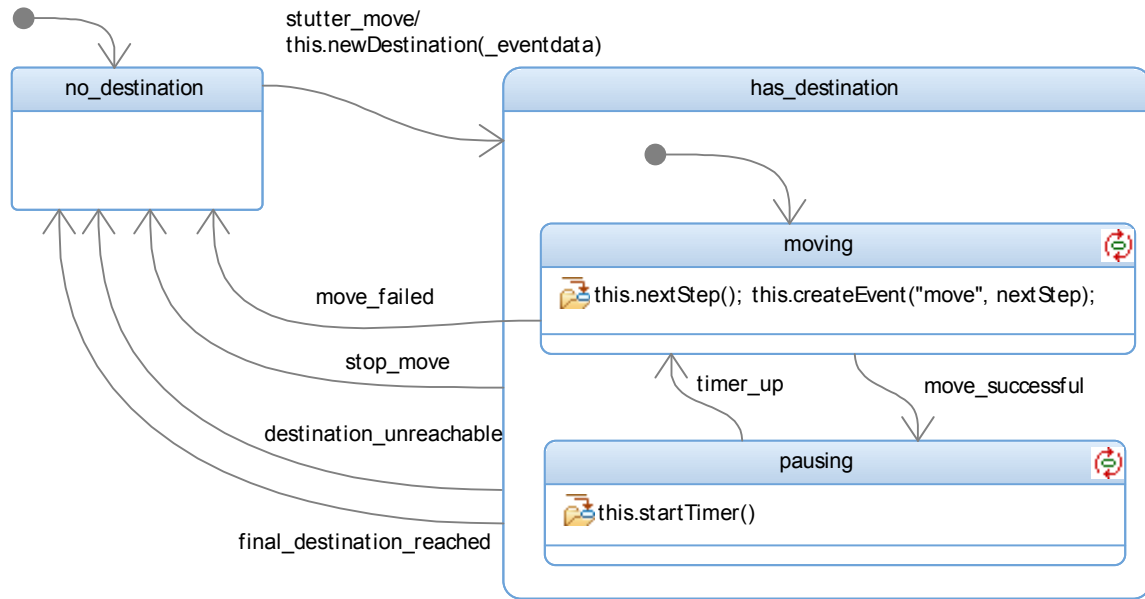 stutter_move/
this.newDestination(_eventdata)
no_destination
has_destination
moving
this.nextStep(); this.createEvent("move", nextStep);
move_failed
stop_move
timer_up
move_successful
destination_unreachable
pausing
this.startTimer()
final_destination_reached